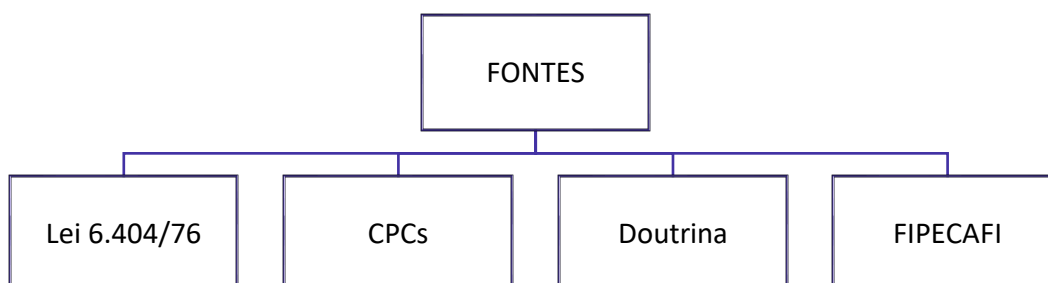 FONTES
Lei 6.404/76
CPCs
Doutrina
FIPECAFI